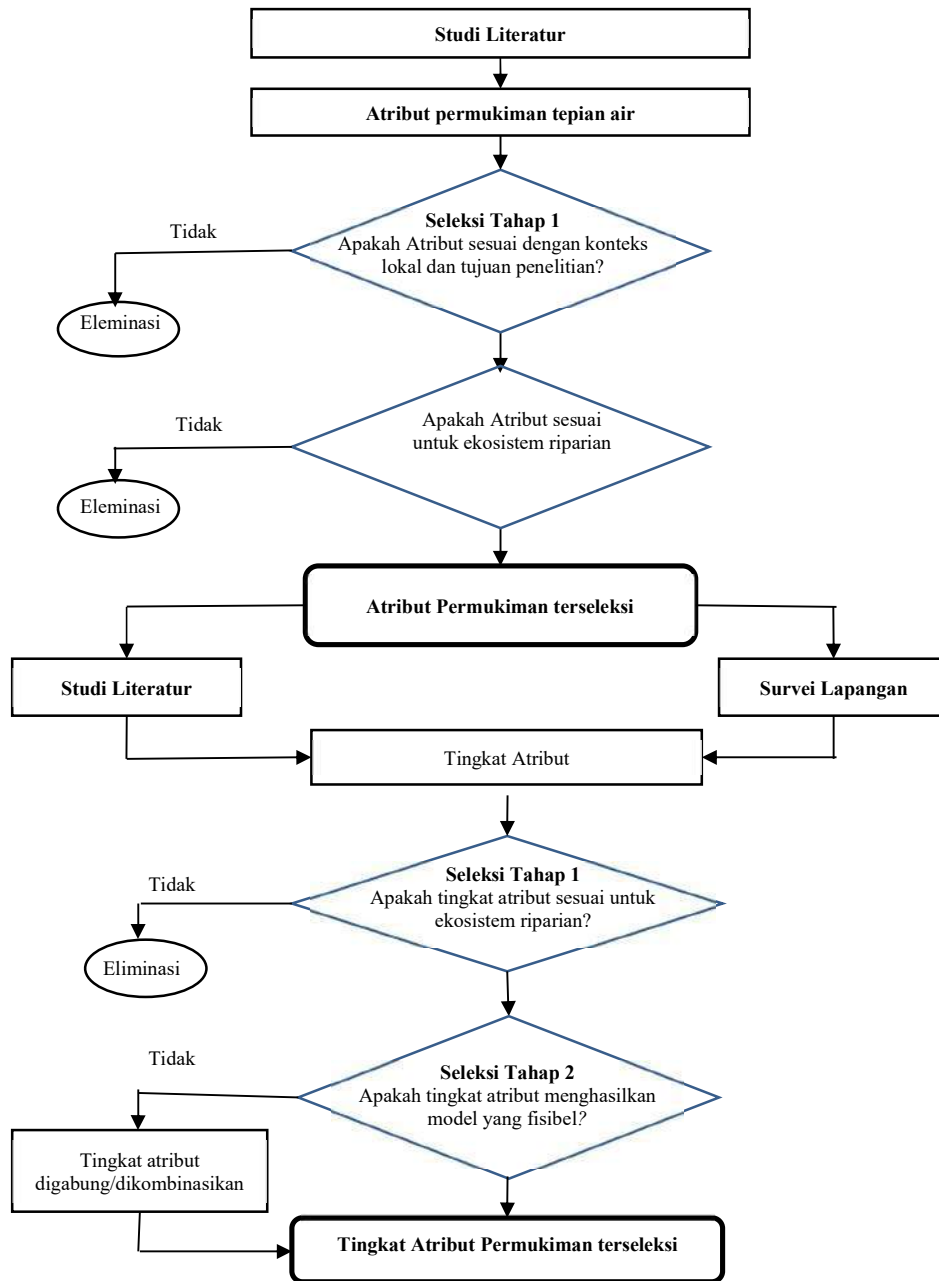 Studi Literatur
Atribut permukiman tepian air
Seleksi Tahap 1
Apakah Atribut sesuai dengan konteks
lokal dan tujuan penelitian?
Tidak
Eleminasi
Apakah Atribut sesuai
untuk ekosistem riparian
Tidak
Eleminasi
Atribut Permukiman terseleksi
Studi Literatur
Survei Lapangan
Tingkat Atribut
Seleksi Tahap 1
Apakah tingkat atribut sesuai untuk
ekosistem riparian?
Tidak
Eliminasi
Seleksi Tahap 2
Apakah tingkat atribut menghasilkan
model yang fisibel?
Tidak
Tingkat atribut
digabung/dikombinasikan
Tingkat Atribut Permukiman terseleksi